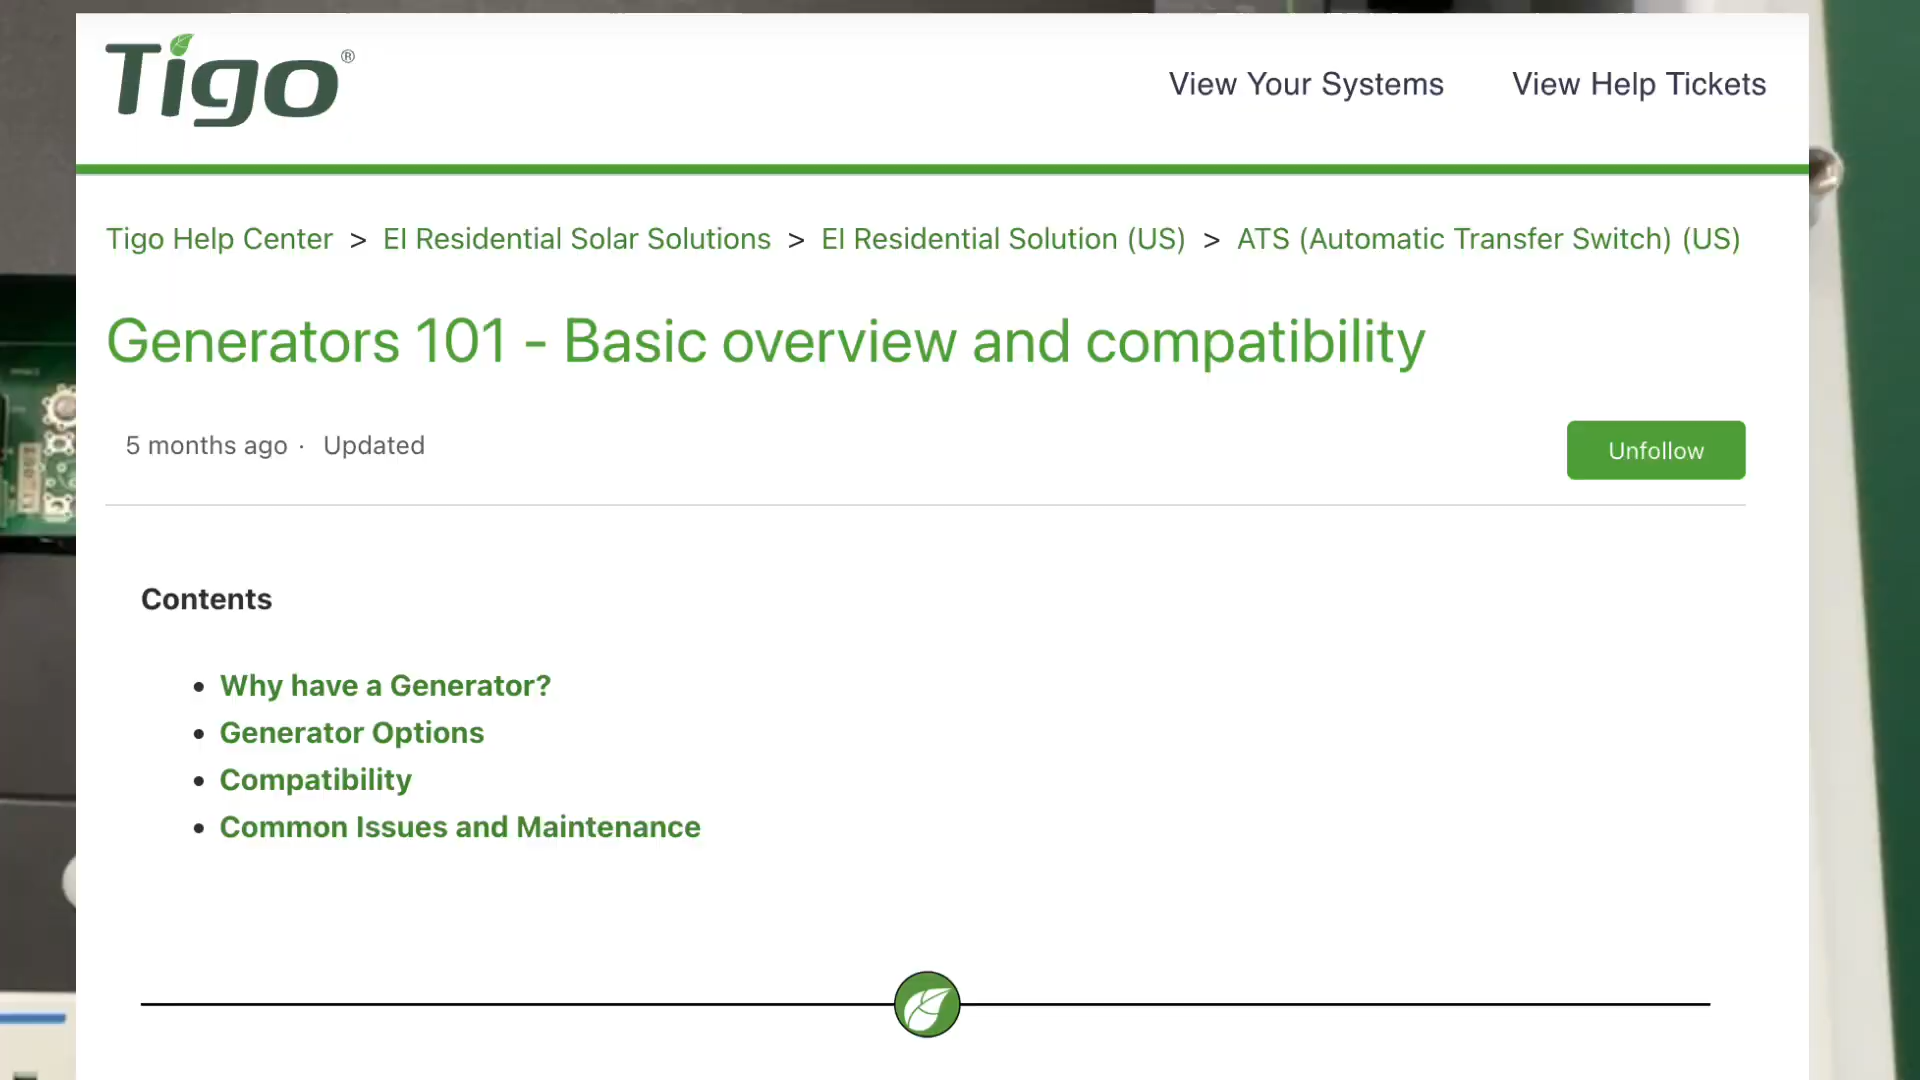 Tigo®
View Your Systems View Help Tickets
Tigo Help Center > EI Residential Solar Solutions > EI Residential Solution (US) > ATS (Automatic Transfer Switch) (US)
Generators 101 - Basic overview and compatibility
5 months ago · Updated
Unfollow
Contents
• Why have a Generator?
• Generator Options
• Compatibility
• Common Issues and Maintenance